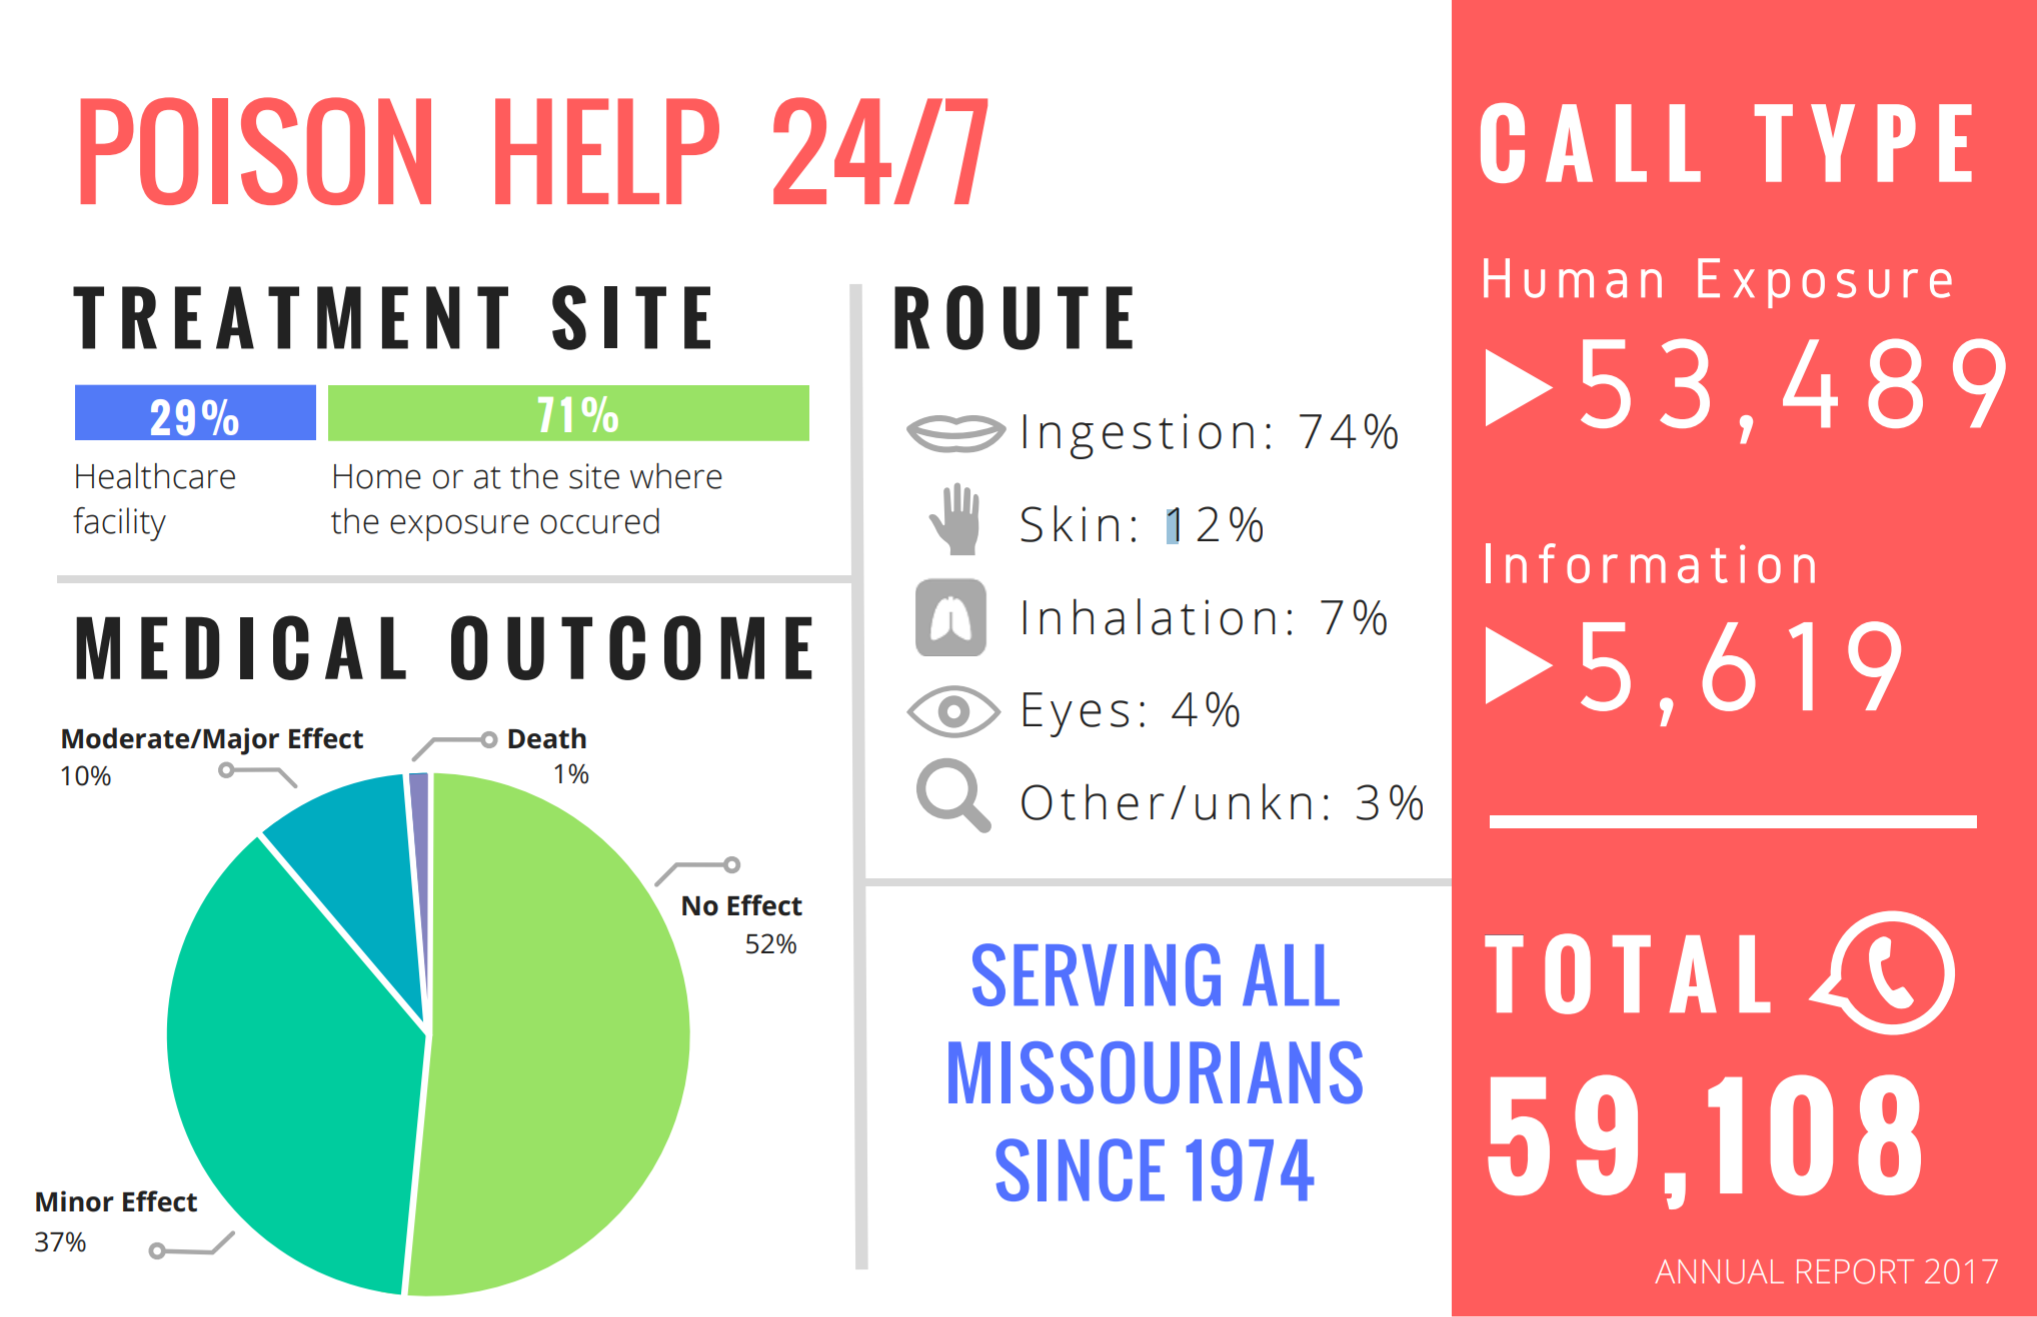 POISON HELP 24/7
TREATMENT SITE
29%
71%
Healthcare
facility
Home or at the site where
the exposure occured
MEDICAL OUTCOME
Moderate/Major Effect
10%
Death
1%
No Effect
52%
Minor Effect
37%
ROUTE
Ingestion: 74%
Skin: 12%
Inhalation: 7%
Eyes: 4%
Other/unkn: 3%
SERVING ALL
MISSOURIANS
SINCE 1974
CALL TYPE
Human Exposure
53,489
Information
5,619
TOTAL
59,108
ANNUAL REPORT 2017